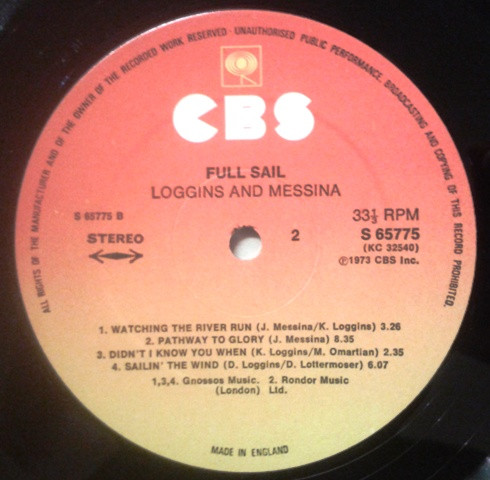 ALL RIGHTS OF THE MANUFACTURER AND OF THE OWNER OF THE RECORDED WORK RESERVED · UNAUTHORISED PUBLIC PERFORMANCE, BROADCASTING AND COPYING OF THIS RECORD PROHIBITED.
CBS
FULL SAIL
LOGGINS AND MESSINA
S 65775 B
33⅓ RPM
STEREO
2
S 65775
(KC 32540)
℗1973 CBS Inc.
1. WATCHING THE RIVER RUN (J. Messina/K. Loggins) 3.26
2. PATHWAY TO GLORY (J. Messina) 8.35
3. DIDN'T I KNOW YOU WHEN (K. Loggins/M. Omartian) 2.35
4. SAILIN' THE WIND (D. Loggins/D. Lottermoser) 6.07
1,3,4. Gnossos Music. 2. Rondor Music
(London) Ltd.
MADE IN ENGLAND